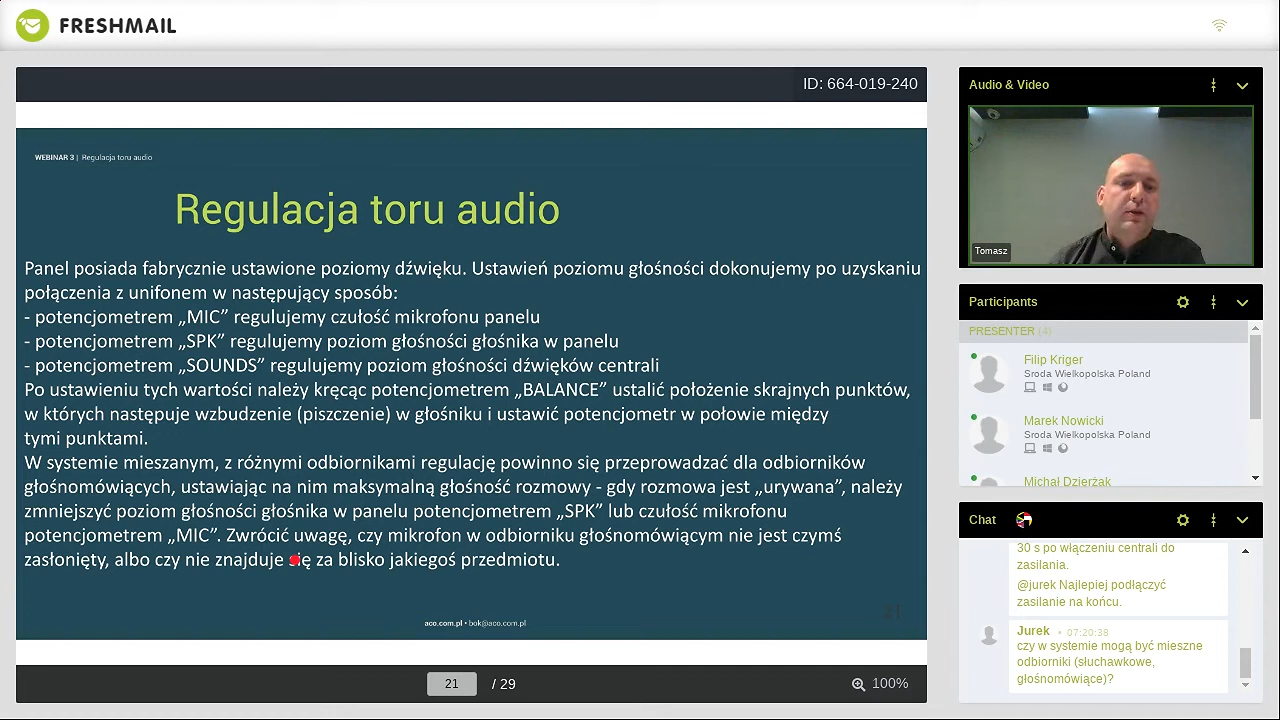 FRESHMAIL
ID: 664-019-240
WEBINAR 3 | Regulacja toru audio
Regulacja toru audio
Panel posiada fabrycznie ustawione poziomy dźwięku. Ustawień poziomu głośności dokonujemy po uzyskaniu
połączenia z unifonem w następujący sposób:
- potencjometrem „MIC” regulujemy czułość mikrofonu panelu
- potencjometrem „SPK” regulujemy poziom głośności głośnika w panelu
- potencjometrem „SOUNDS” regulujemy poziom głośności dźwięków centrali
Po ustawieniu tych wartości należy kręcąc potencjometrem „BALANCE” ustalić położenie skrajnych punktów,
w których następuje wzbudzenie (piszczenie) w głośniku i ustawić potencjometr w połowie między
tymi punktami.
W systemie mieszanym, z różnymi odbiornikami regulację powinno się przeprowadzać dla odbiorników
głośnomówiących, ustawiając na nim maksymalną głośność rozmowy - gdy rozmowa jest „urywana”, należy
zmniejszyć poziom głośności głośnika w panelu potencjometrem „SPK” lub czułość mikrofonu
potencjometrem „MIC”. Zwrócić uwagę, czy mikrofon w odbiorniku głośnomówiącym nie jest czymś
zasłonięty, albo czy nie znajduje się za blisko jakiegoś przedmiotu.
21
aco.com.pl • bok@aco.com.pl
21 / 29
100%
Audio & Video
Tomasz
Participants
PRESENTER (4)
Filip Kriger
Sroda Wielkopolska Poland
Marek Nowicki
Sroda Wielkopolska Poland
Michał Dzierżak
Chat
30 s po włączeniu centrali do
zasilania.
@jurek Najlepiej podłączyć
zasilanie na końcu.
Jurek • 07:20:38
czy w systemie mogą być mieszne
odbiorniki (słuchawkowe,
głośnomówiące)?